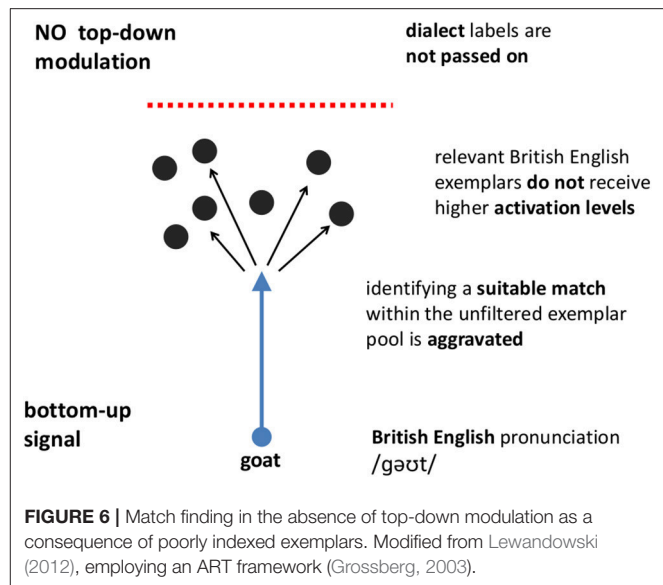 NO top-down
modulation
dialect labels are
not passed on
relevant British English
exemplars do not receive
higher activation levels
identifying a suitable match
within the unfiltered exemplar
pool is aggravated
bottom-up
signal
goat
British English pronunciation
/gəʊt/
FIGURE 6 | Match finding in the absence of top-down modulation as a
consequence of poorly indexed exemplars. Modified from Lewandowski
(2012), employing an ART framework (Grossberg, 2003).